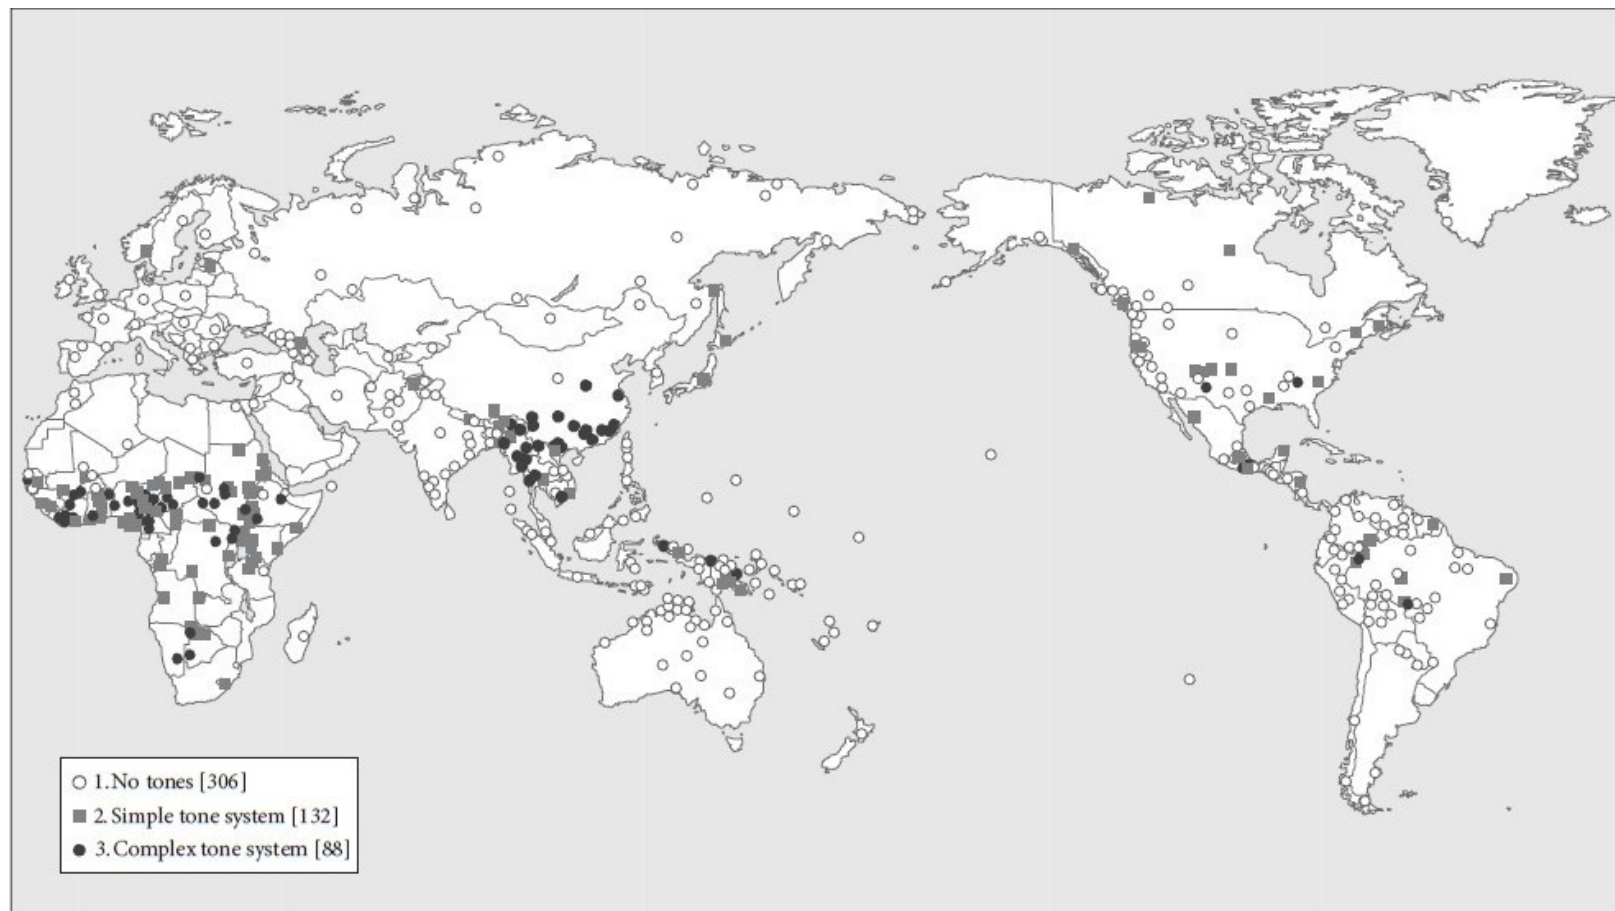 1. No tones [306]
2. Simple tone system [132]
3. Complex tone system [88]